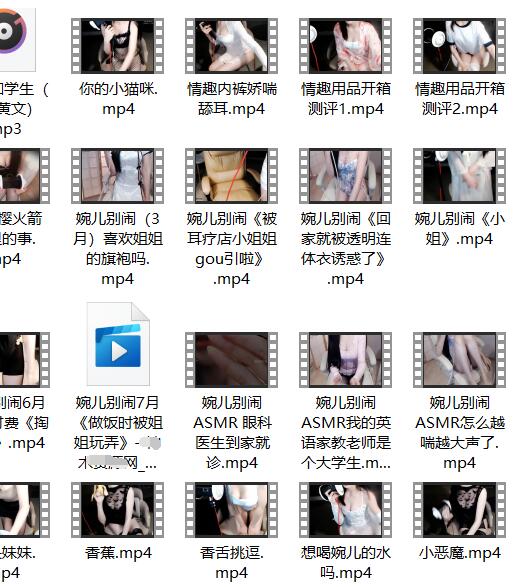 口学生（
黄文）
mp3
你的小猫咪.
mp4
情趣内裤娇喘
舔耳.mp4
情趣用品开箱
测评1.mp4
情趣用品开箱
测评2.mp4
樱火箭
的事.
p4
婉儿别闹（3
月）喜欢姐姐
的旗袍吗.
mp4
婉儿别闹《被
耳疗店小姐姐
gou引啦》
.mp4
婉儿别闹《回
家就被透明连
体衣诱惑了》
.mp4
婉儿别闹《小
姐》.mp4
别闹6月
费《掏
.mp4
婉儿别闹7月
《做饭时被姐
姐玩弄》-
网_...
婉儿别闹
ASMR 眼科
医生到家就
诊.mp4
婉儿别闹
ASMR我的英
语家教老师是
个大学生.m...
婉儿别闹
ASMR怎么越
喘越大声了.
mp4
妹妹.
p4
香蕉.mp4
香舌挑逗.
mp4
想喝婉儿的水
吗.mp4
小恶魔.mp4